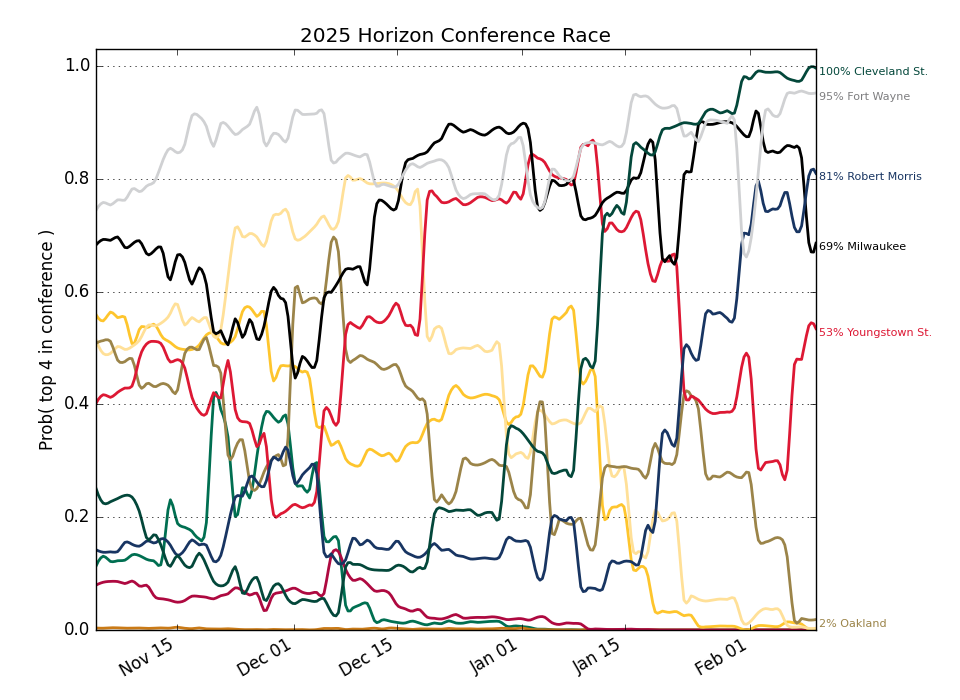 2025 Horizon Conference Race
Prob( top 4 in conference )
1.0
0.8
0.6
0.4
0.2
0.0
Nov 15
Dec 01
Dec 15
Jan 01
Jan 15
Feb 01
100% Cleveland St.
95% Fort Wayne
81% Robert Morris
69% Milwaukee
53% Youngstown St.
2% Oakland